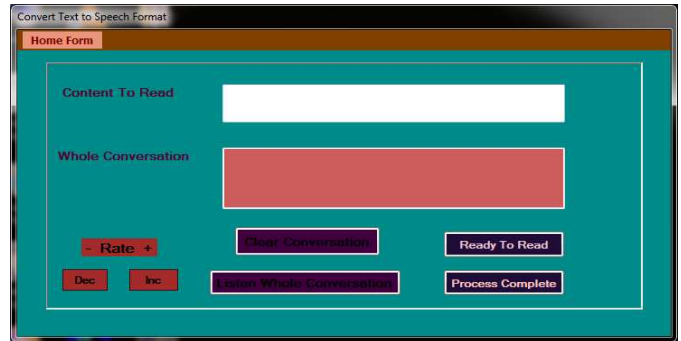 Convert Text to Speech Format
Home Form
Content To Read
Whole Conversation
- Rate +
Clear Conversation
Ready To Read
Dec
Inc
Listen Whole Conversation
Process Complete